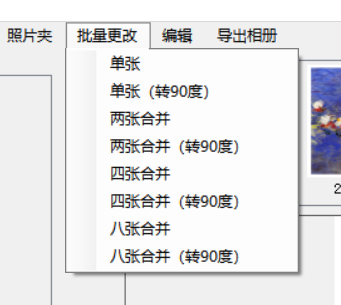 照片夹 批量更改 编辑 导出相册
单张
单张（转90度）
两张合并
两张合并（转90度）
四张合并
四张合并（转90度）
八张合并
八张合并（转90度）
2